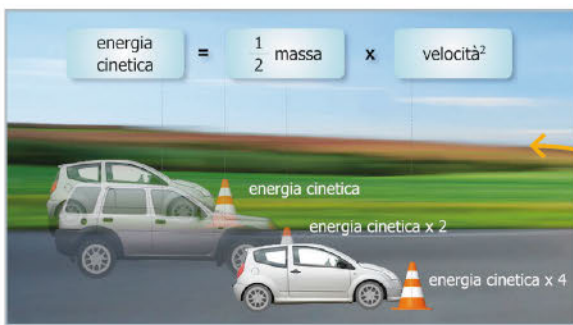 energia
cinetica
=
1/2 massa
x
velocità²
energia cinetica
energia cinetica x 2
energia cinetica x 4